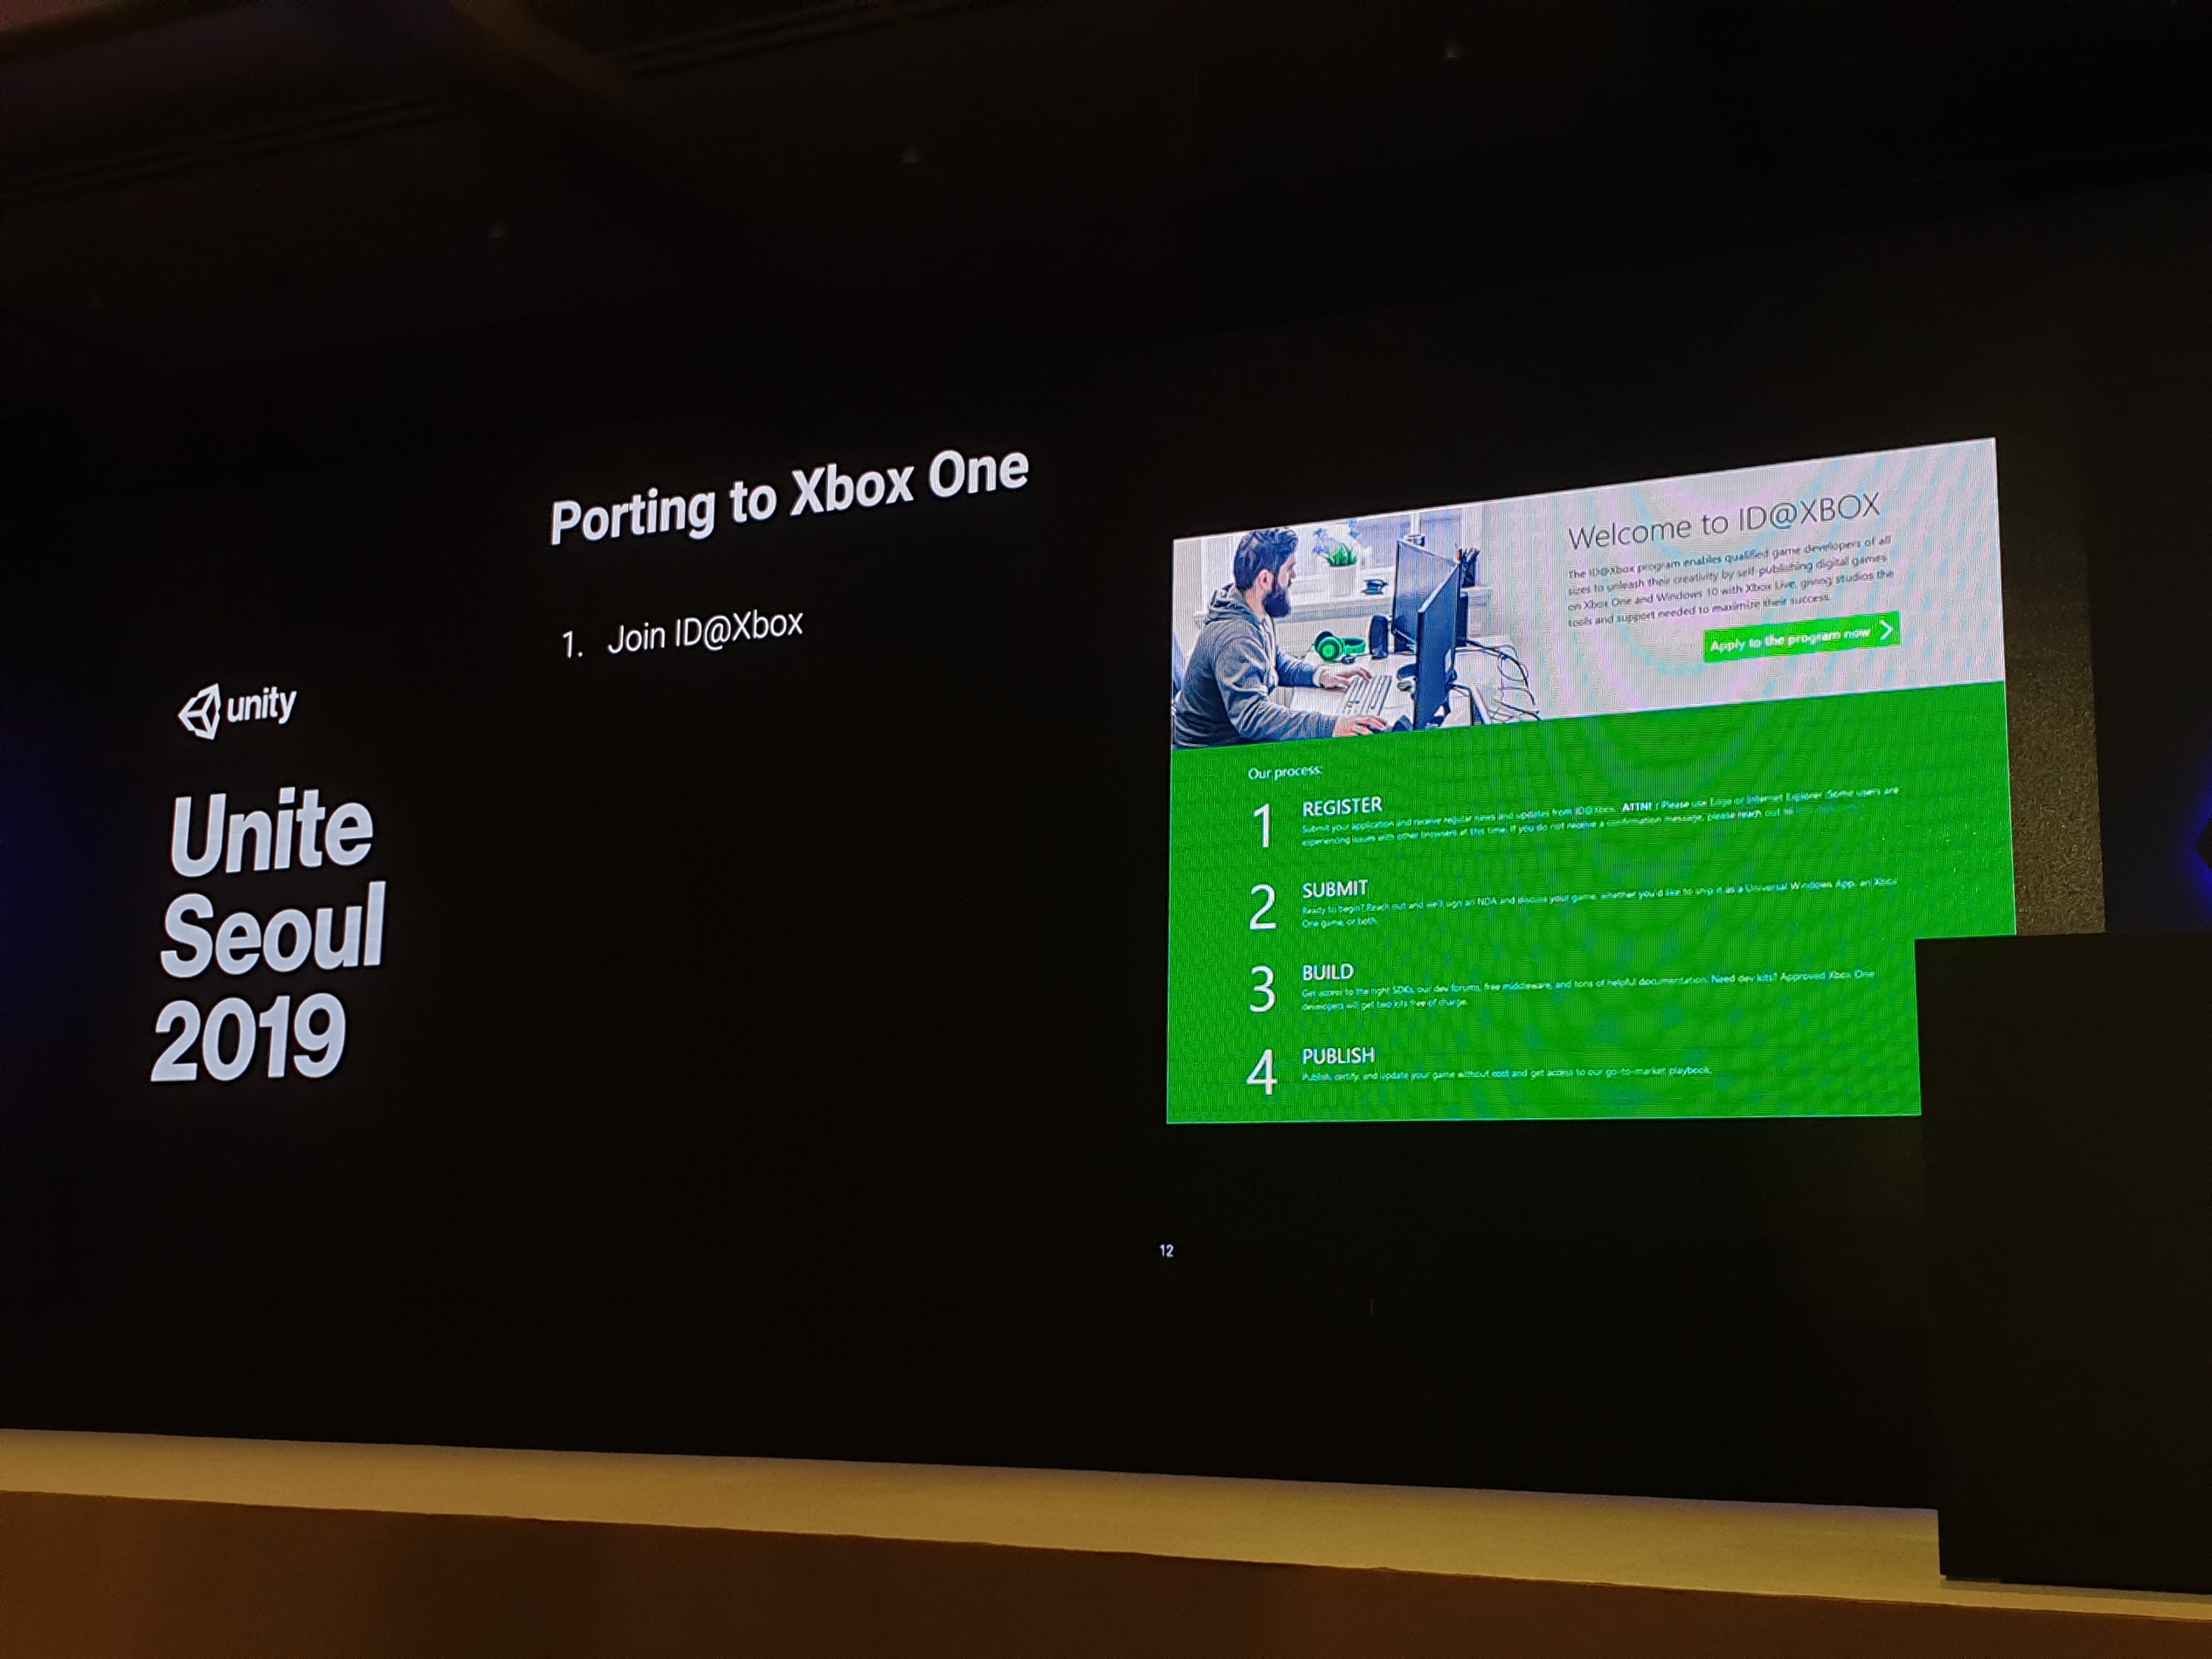 Porting to Xbox One
1. Join ID@Xbox
unity
Unite
Seoul
2019
Welcome to ID@XBOX
The ID@Xbox program enables qualified game developers of all
sizes to unleash their creativity by self-publishing digital games
on Xbox One and Windows 10 with Xbox Live, giving studios the
tools and support needed to maximize their success.
Apply to the program now
Our process:
1 REGISTER
Submit your application and receive regular news and updates from ID@Xbox. ATTN! / Please use Edge or Internet Explorer. Some users are
experiencing issues with other browsers at this time. If you do not receive a confirmation message, please reach out to
2 SUBMIT
Ready to begin? Reach out and we'll sign an NDA and discuss your game, whether you'd like to ship it as a Universal Windows App, an Xbox
One game, or both.
3 BUILD
Get access to the right SDKs, our dev forums, free middleware, and tons of helpful documentation. Need dev kits? Approved Xbox One
developers will get two kits free of charge.
4 PUBLISH
Publish, certify, and update your game without cost and get access to our go-to-market playbook.
12